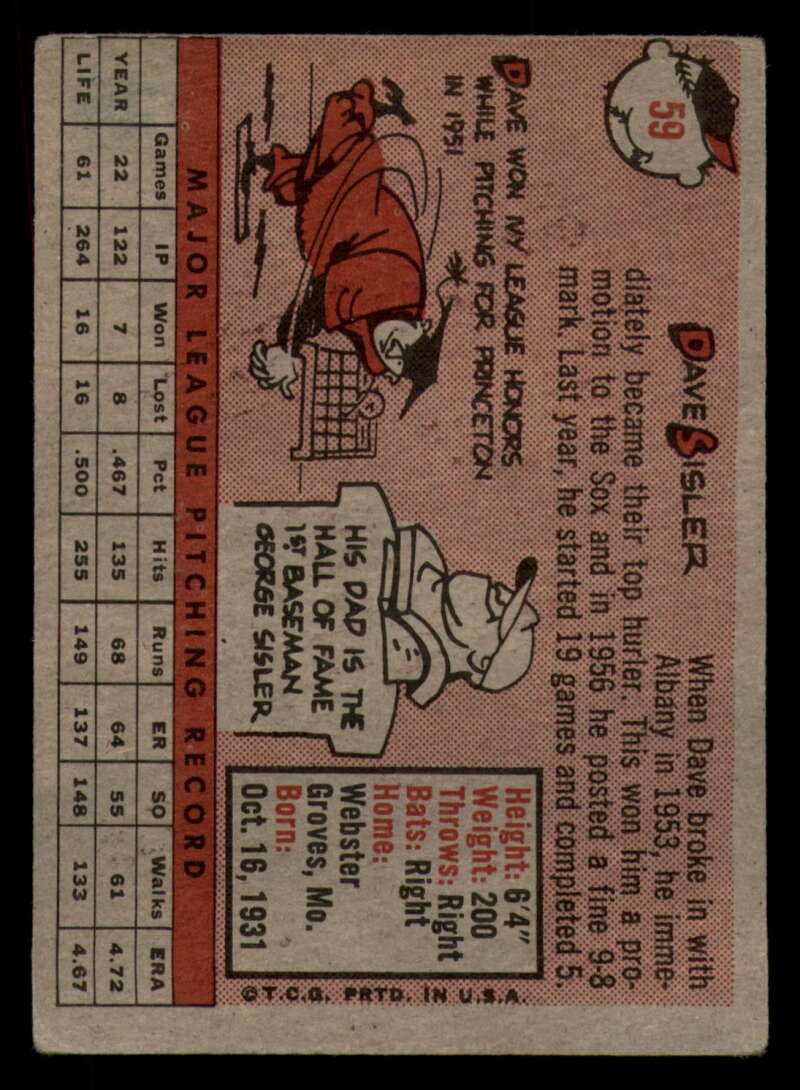 59
DAVE SISLER
When Dave broke in with
Albany in 1953, he imme-
diately became their top hurler. This won him a pro-
motion to the Sox and in 1956 he posted a fine 9-8
mark. Last year, he started 19 games and completed 5.
DAVE WON IVY LEAGUE HONORS
WHILE PITCHING FOR PRINCETON
IN 1951
HIS DAD IS THE
HALL OF FAME
1ST. BASEMAN
GEORGE SISLER
Height: 6'4"
Weight: 200
Throws: Right
Bats: Right
Home:
Webster
Groves, Mo.
Born:
Oct. 16, 1931
©T.C.G. PRTD. IN U.S.A.
MAJOR LEAGUE PITCHING RECORD
Games IP Won Lost Pct Hits Runs ER SO Walks ERA
YEAR 22 122 7 8 .467 135 68 64 55 61 4.72
LIFE 61 264 16 16 .500 255 149 137 148 133 4.67